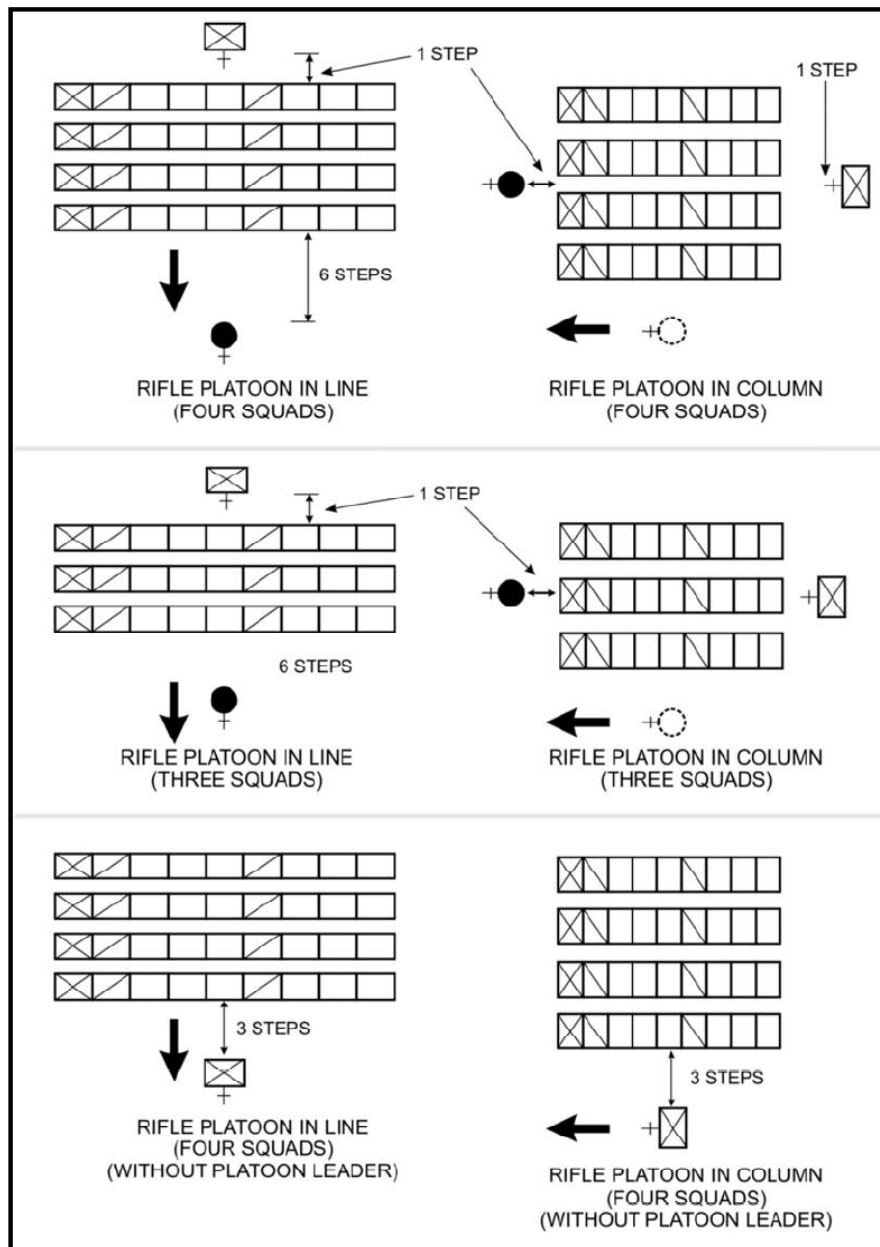 1 STEP
1 STEP
6 STEPS
RIFLE PLATOON IN LINE
(FOUR SQUADS)
RIFLE PLATOON IN COLUMN
(FOUR SQUADS)
1 STEP
6 STEPS
RIFLE PLATOON IN LINE
(THREE SQUADS)
RIFLE PLATOON IN COLUMN
(THREE SQUADS)
3 STEPS
3 STEPS
RIFLE PLATOON IN LINE
(FOUR SQUADS)
(WITHOUT PLATOON LEADER)
RIFLE PLATOON IN COLUMN
(FOUR SQUADS)
(WITHOUT PLATOON LEADER)